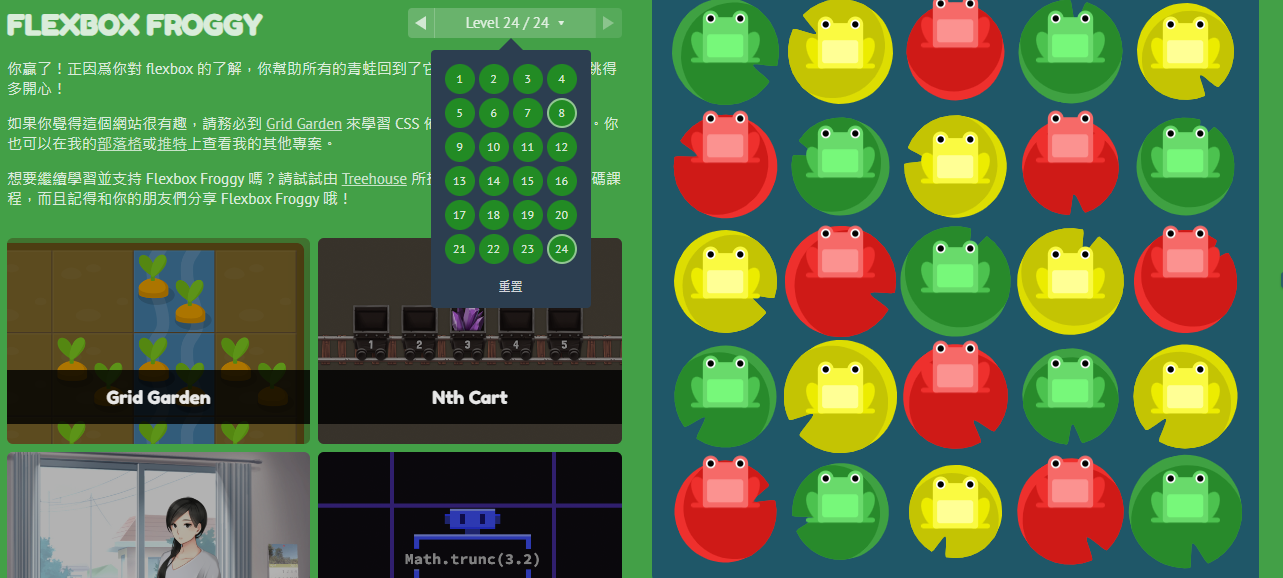 FLEXBOX FROGGY
Level 24 / 24
你贏了！正因爲你對 flexbox 的了解，你幫助所有的青蛙回到了它
跳得
多開心！
如果你覺得這個網站很有趣，請務必到 Grid Garden 來學習 CSS
。你
也可以在我的部落格或推特上查看我的其他專案。
想要繼續學習並支持 Flexbox Froggy 嗎？請試試由 Treehouse 所
碼課
程，而且記得和你的朋友們分享 Flexbox Froggy 哦！
1 2 3 4
5 6 7 8
9 10 11 12
13 14 15 16
17 18 19 20
21 22 23 24
重置
Grid Garden
1 2 3 4 5
Nth Cart
Math.trunc(3.2)